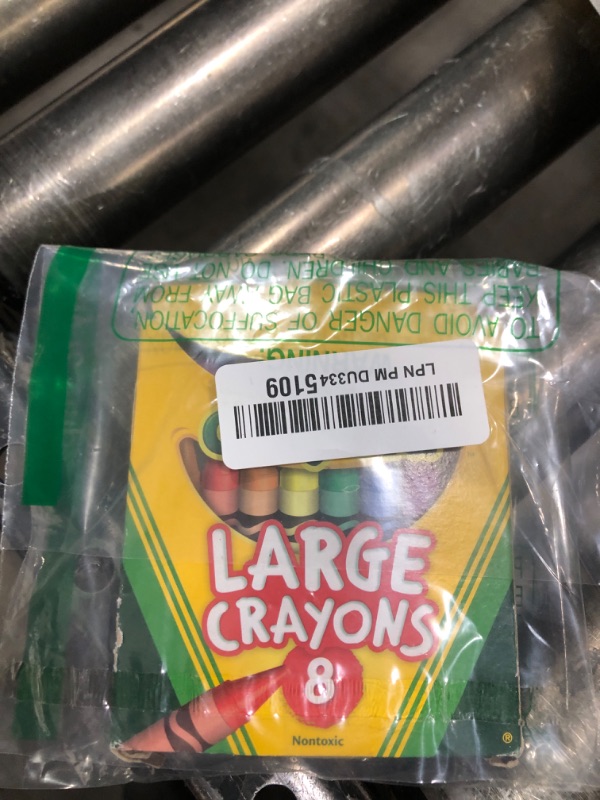 WARNING:
TO AVOID DANGER OF SUFFOCATION,
KEEP THIS PLASTIC BAG AWAY FROM
BABIES AND CHILDREN. DO NOT USE
LPN PM DU3345109
LARGE
CRAYONS
8
Nontoxic
®